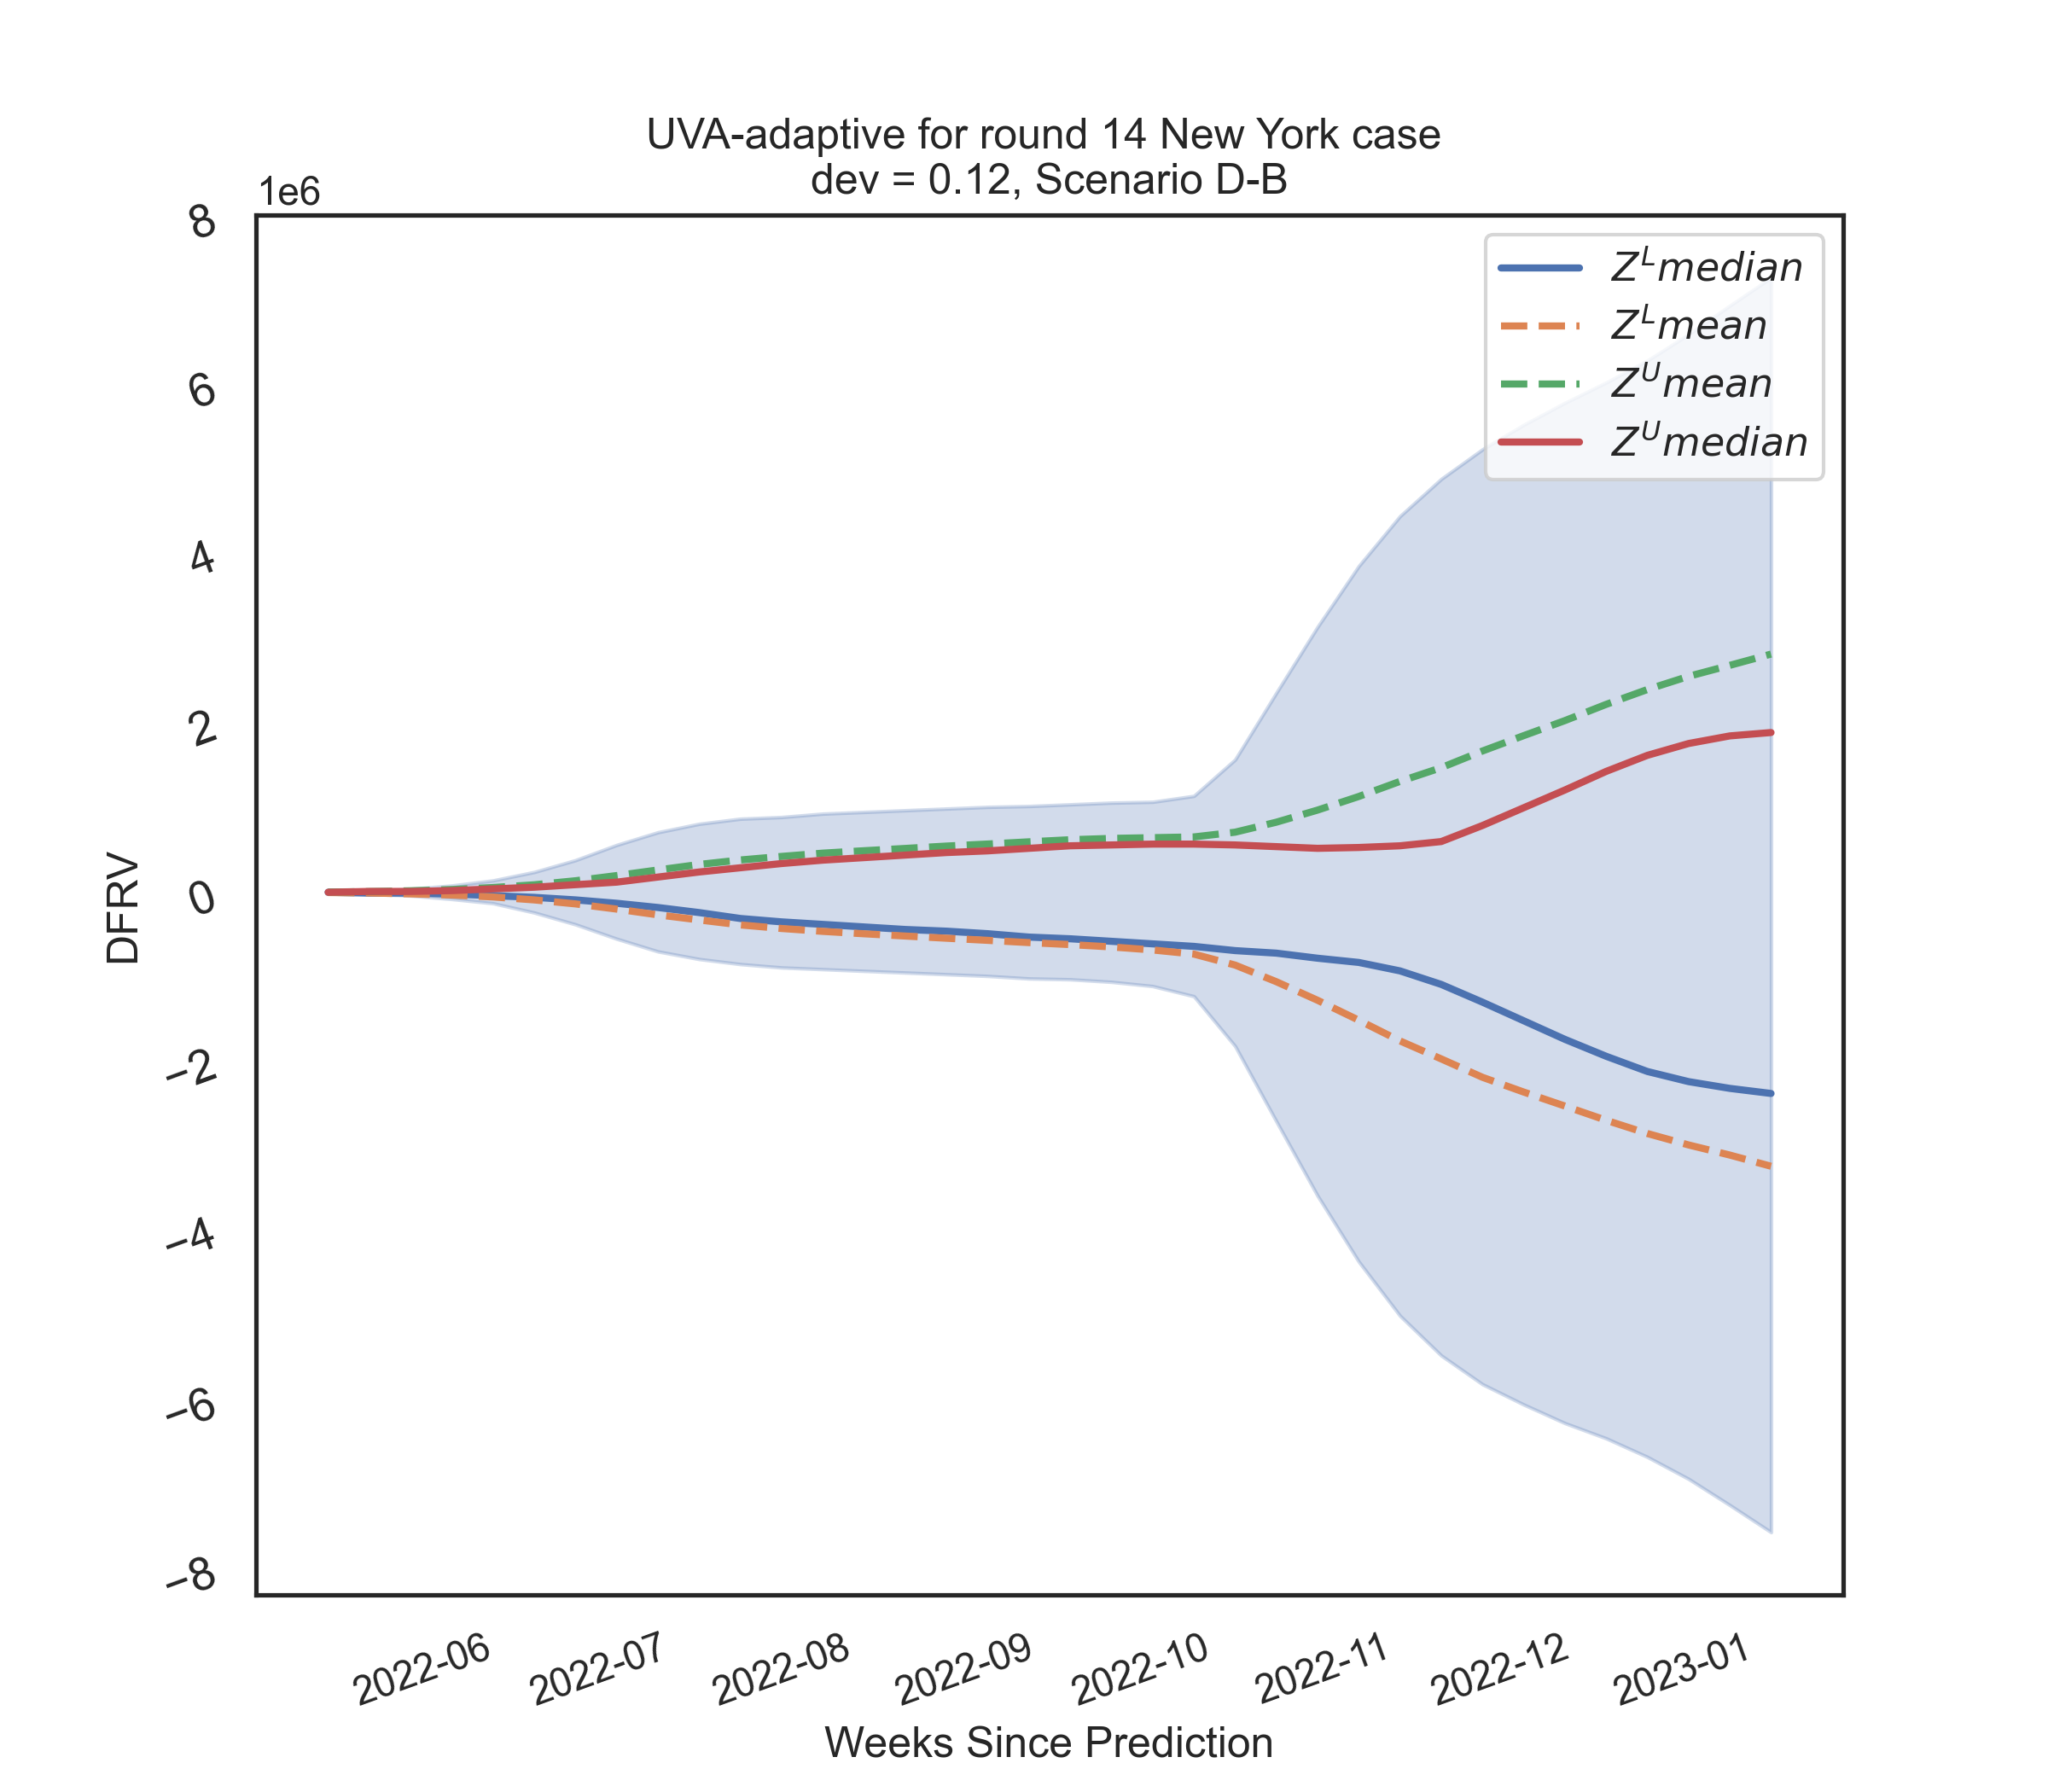 UVA-adaptive for round 14 New York case
dev = 0.12, Scenario D-B
1e6
8
6
4
2
0
−2
−4
−6
−8
DFRV
Z^L median
Z^L mean
Z^U mean
Z^U median
2022-06
2022-07
2022-08
2022-09
2022-10
2022-11
2022-12
2023-01
Weeks Since Prediction